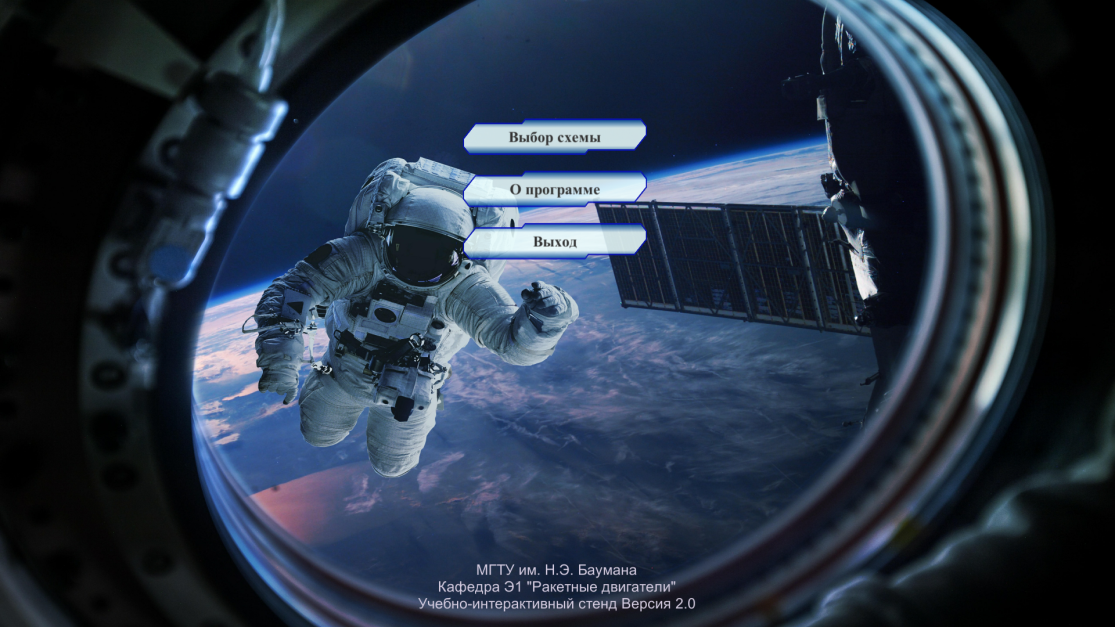 Выбор схемы
О программе
Выход
МГТУ им. Н.Э. Баумана
Кафедра Э1 "Ракетные двигатели"
Учебно-интерактивный стенд Версия 2.0